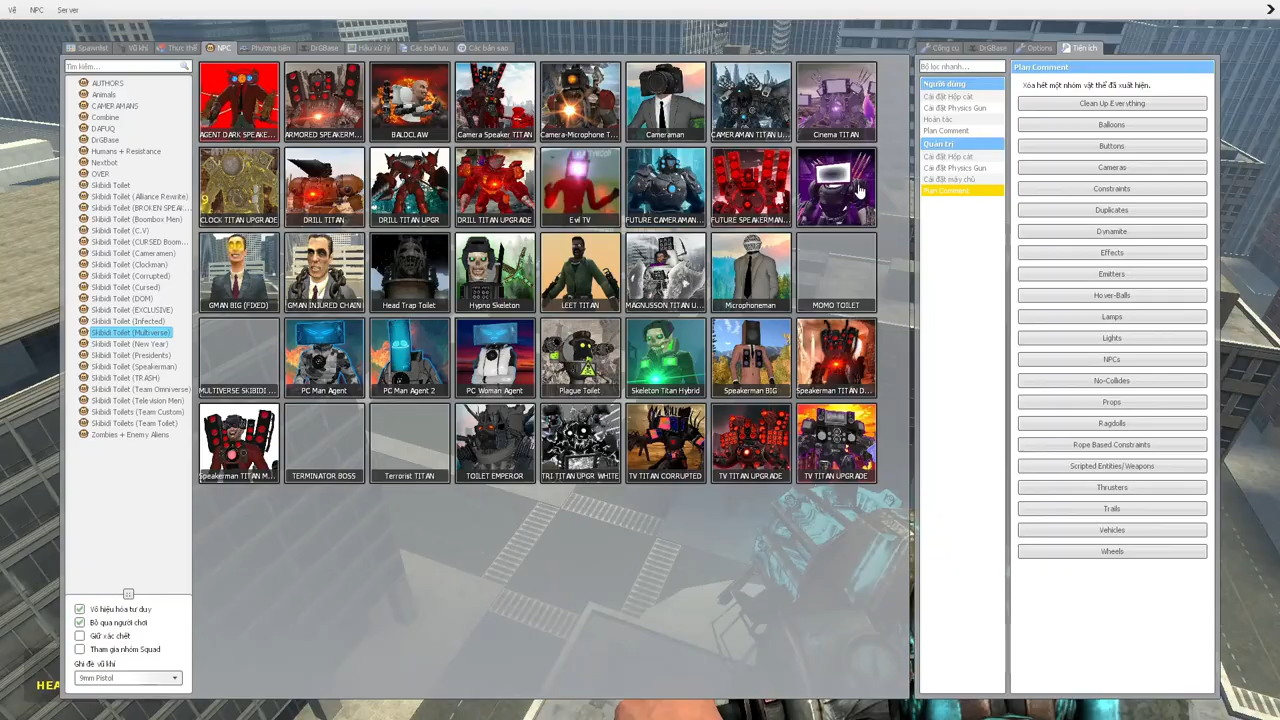 Vẽ NPC Server
Spawnlist Vũ khí Thực thể NPC Phương tiện DrGBase Hậu xử lý Các bản lưu Các bản sao
Công cụ DrGBase Options Tiện ích
Tìm kiếm...
AUTHORS
Animals
CAMERAMANS
Combine
DAFUQ
DrGBase
Humans + Resistance
Nextbot
OVER
Skibidi Toilet
Skibidi Toilet (Alliance Rewrite)
Skibidi Toilet (BROKEN SPEAK...
Skibidi Toilet (Boombox Men)
Skibidi Toilet (C.V)
Skibidi Toilet (CURSED Boom...
Skibidi Toilet (Cameramen)
Skibidi Toilet (Clockman)
Skibidi Toilet (Corrupted)
Skibidi Toilet (Cursed)
Skibidi Toilet (DOM)
Skibidi Toilet (EXCLUSIVE)
Skibidi Toilet (Infected)
Skibidi Toilet (Multiverse)
Skibidi Toilet (New Year)
Skibidi Toilet (Presidents)
Skibidi Toilet (Speakerman)
Skibidi Toilet (TRASH)
Skibidi Toilet (Team Omniverse)
Skibidi Toilet (Television Men)
Skibidi Toilets (Team Custom)
Skibidi Toilets (Team Toilet)
Zombies + Enemy Aliens
Vô hiệu hóa tư duy
Bỏ qua người chơi
Giữ xác chết
Tham gia nhóm Squad
Ghi đè vũ khí
9mm Pistol
HEA
AGENT DARK SPEAKE... ARMORED SPEAKERM... BALDCLAW Camera Speaker TITAN Camera-Microphone T... Cameraman CAMERAMAN TITAN U... Cinema TITAN
CLOCK TITAN UPGRADE DRILL TITAN DRILL TITAN UPGR DRILL TITAN UPGRADE Evil TV FUTURE CAMERAMAN... FUTURE SPEAKERMAN...
GMAN BIG (FIXED) GMAN INJURED CHAIN Head Trap Toilet Hypno Skeleton LEET TITAN MAGNUSSON TITAN U... Microphoneman MOMO TOILET
MULTIVERSE SKIBIDI ... PC Man Agent PC Man Agent 2 PC Woman Agent Plague Toilet Skeleton Titan Hybrid Speakerman BIG Speakerman TITAN D...
Speakerman TITAN M... TERMINATOR BOSS Terrorist TITAN TOILET EMPEROR TRI TITAN UPGR WHITE TV TITAN CORRUPTED TV TITAN UPGRADE TV TITAN UPGRADE
Bộ lọc nhanh...
Người dùng
Cài đặt Hộp cát
Cài đặt Physics Gun
Hoàn tác
Plan Comment
Quản trị
Cài đặt Hộp cát
Cài đặt Physics Gun
Cài đặt máy chủ
Plan Comment
Plan Comment
Xóa hết một nhóm vật thể đã xuất hiện.
Clean Up Everything
Balloons
Buttons
Cameras
Constraints
Duplicates
Dynamite
Effects
Emitters
Hover-Balls
Lamps
Lights
NPCs
No-Collides
Props
Ragdolls
Rope Based Constraints
Scripted Entities/Weapons
Thrusters
Trails
Vehicles
Wheels